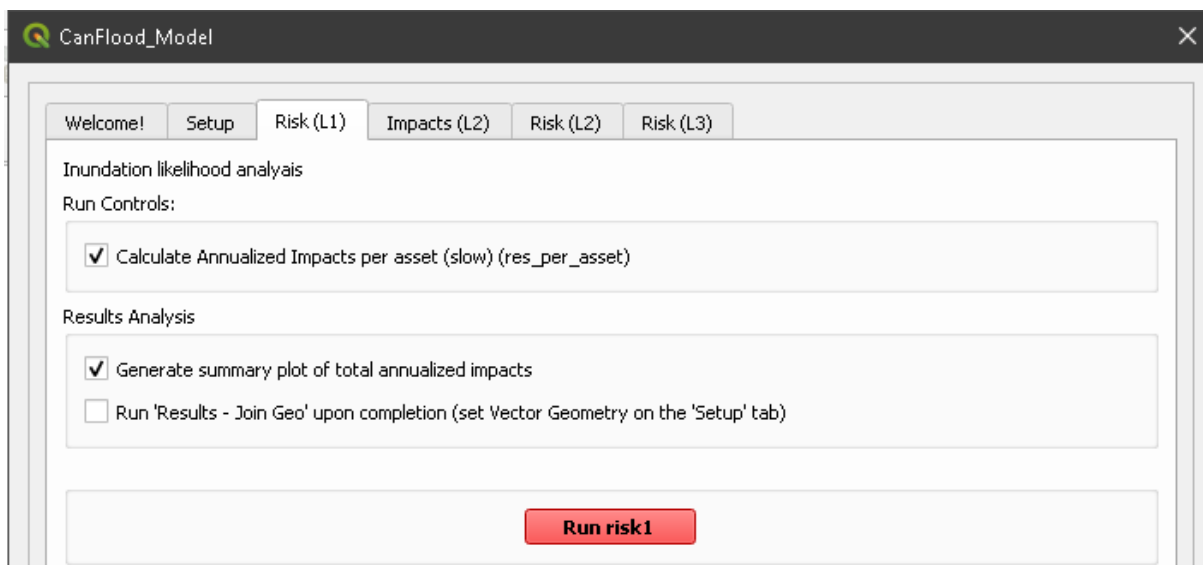 CanFlood_Model
Welcome! Setup Risk (L1) Impacts (L2) Risk (L2) Risk (L3)
Inundation likelihood analyais
Run Controls:
Calculate Annualized Impacts per asset (slow) (res_per_asset)
Results Analysis
Generate summary plot of total annualized impacts
Run 'Results - Join Geo' upon completion (set Vector Geometry on the 'Setup' tab)
Run risk1